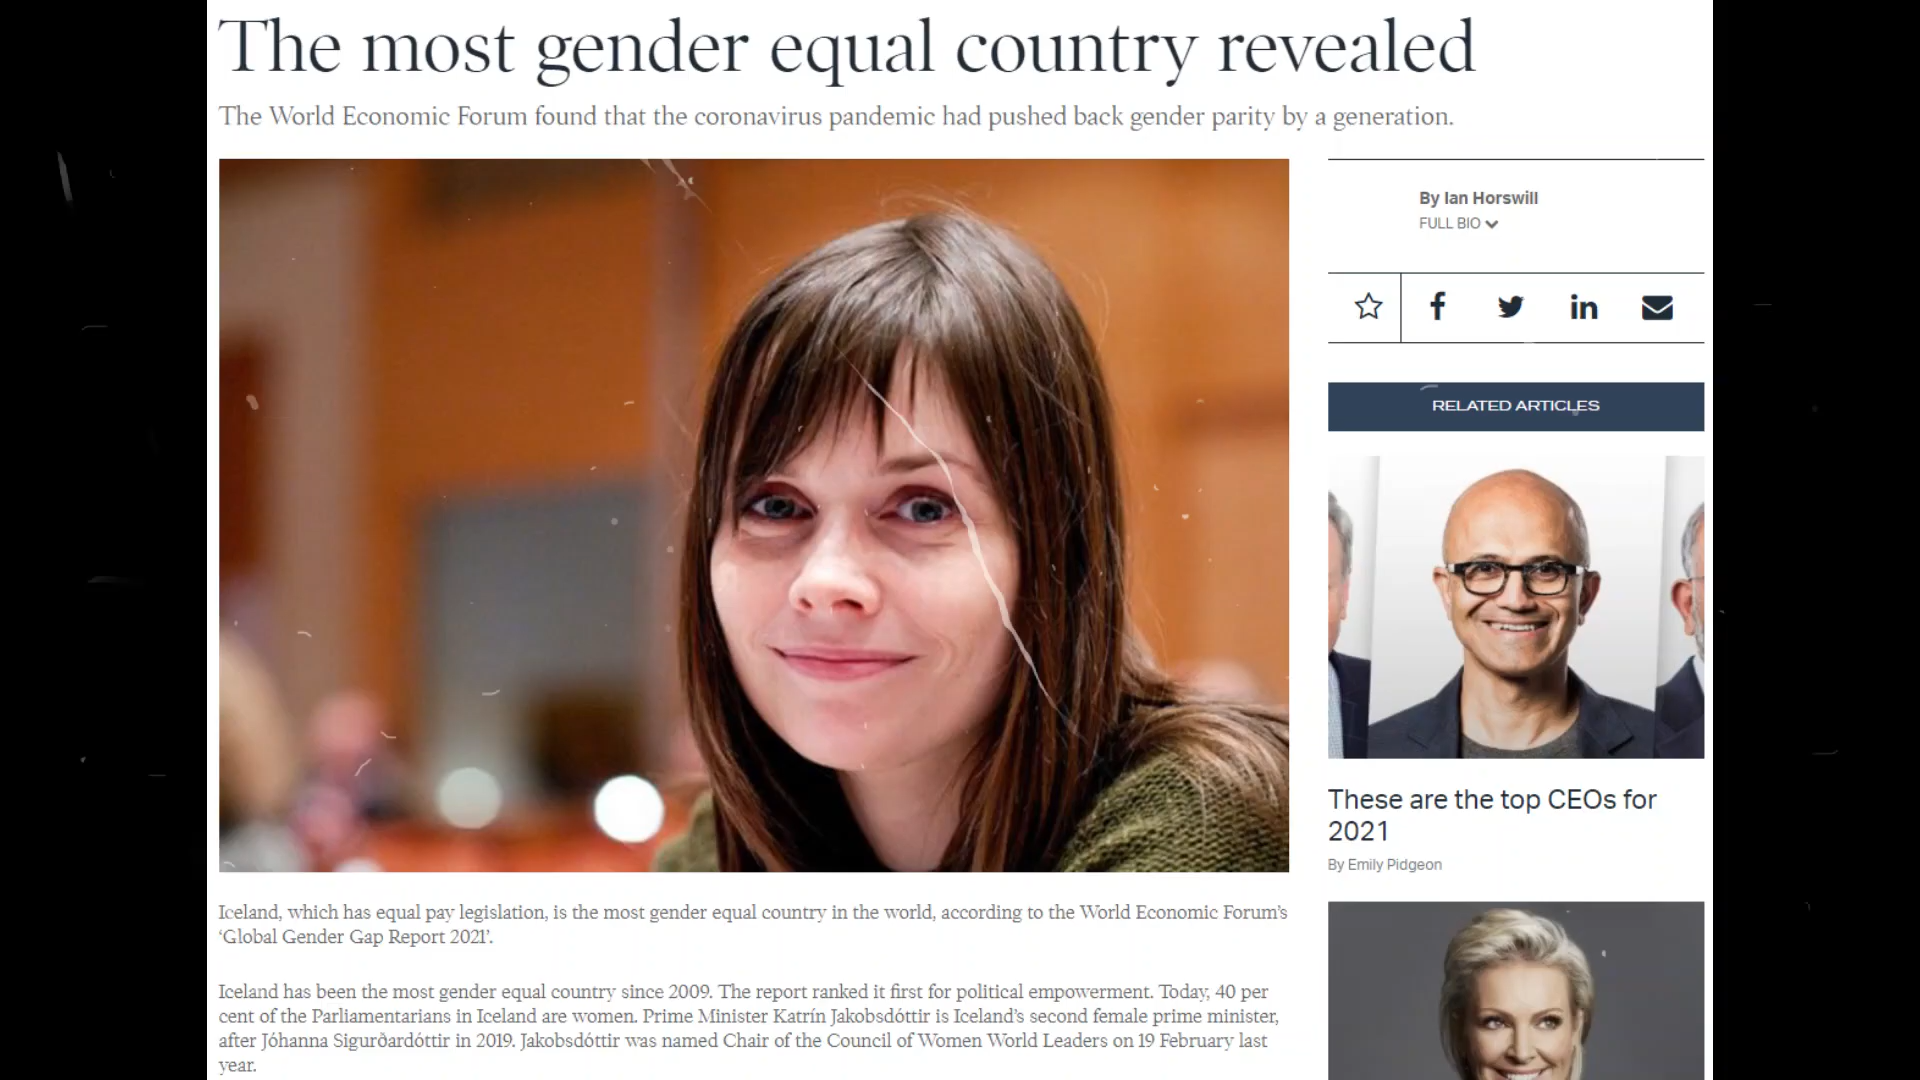 The most gender equal country revealed
The World Economic Forum found that the coronavirus pandemic had pushed back gender parity by a generation.
By Ian Horswill
FULL BIO
RELATED ARTICLES
These are the top CEOs for
2021
By Emily Pidgeon
Iceland, which has equal pay legislation, is the most gender equal country in the world, according to the World Economic Forum's
'Global Gender Gap Report 2021'.
Iceland has been the most gender equal country since 2009. The report ranked it first for political empowerment. Today, 40 per
cent of the Parliamentarians in Iceland are women. Prime Minister Katrín Jakobsdóttir is Iceland's second female prime minister,
after Jóhanna Sigurðardóttir in 2019. Jakobsdóttir was named Chair of the Council of Women World Leaders on 19 February last
year.